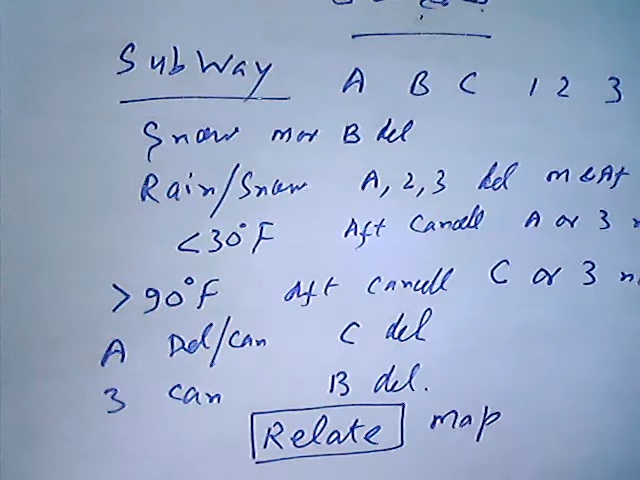 SubWay A B C 1 2 3
Snow mor B del
Rain/Snow A, 2, 3 del m & Af
<30°F Aft Cancell A or 3
>90°F Aft Cancell C or 3
A Del/Can C del
3 Can B del.
Relate map